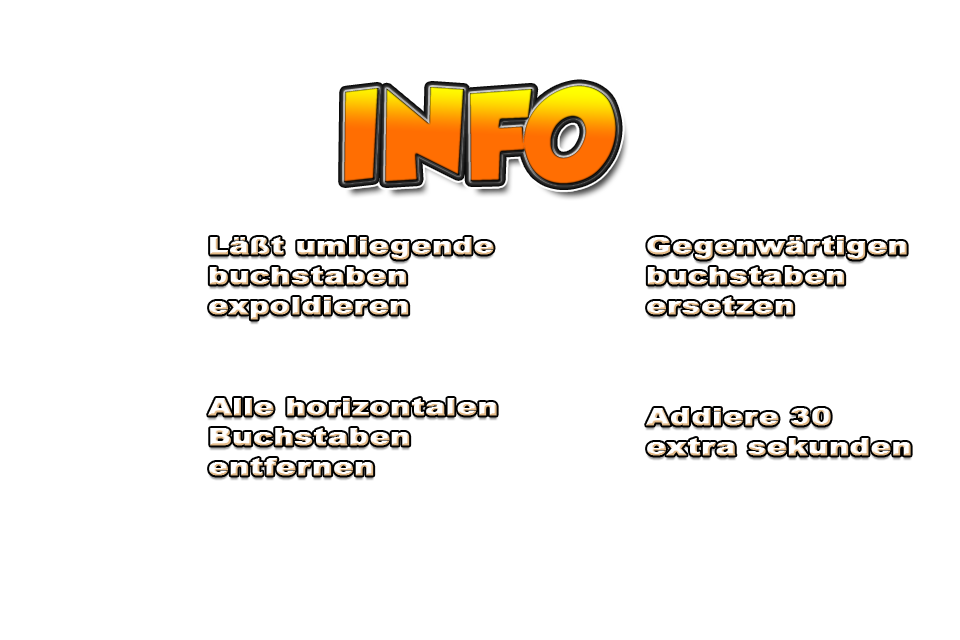 INFO
Läßt umliegende
buchstaben
expoldieren
Gegenwärtigen
buchstaben
ersetzen
Alle horizontalen
Buchstaben
entfernen
Addiere 30
extra sekunden